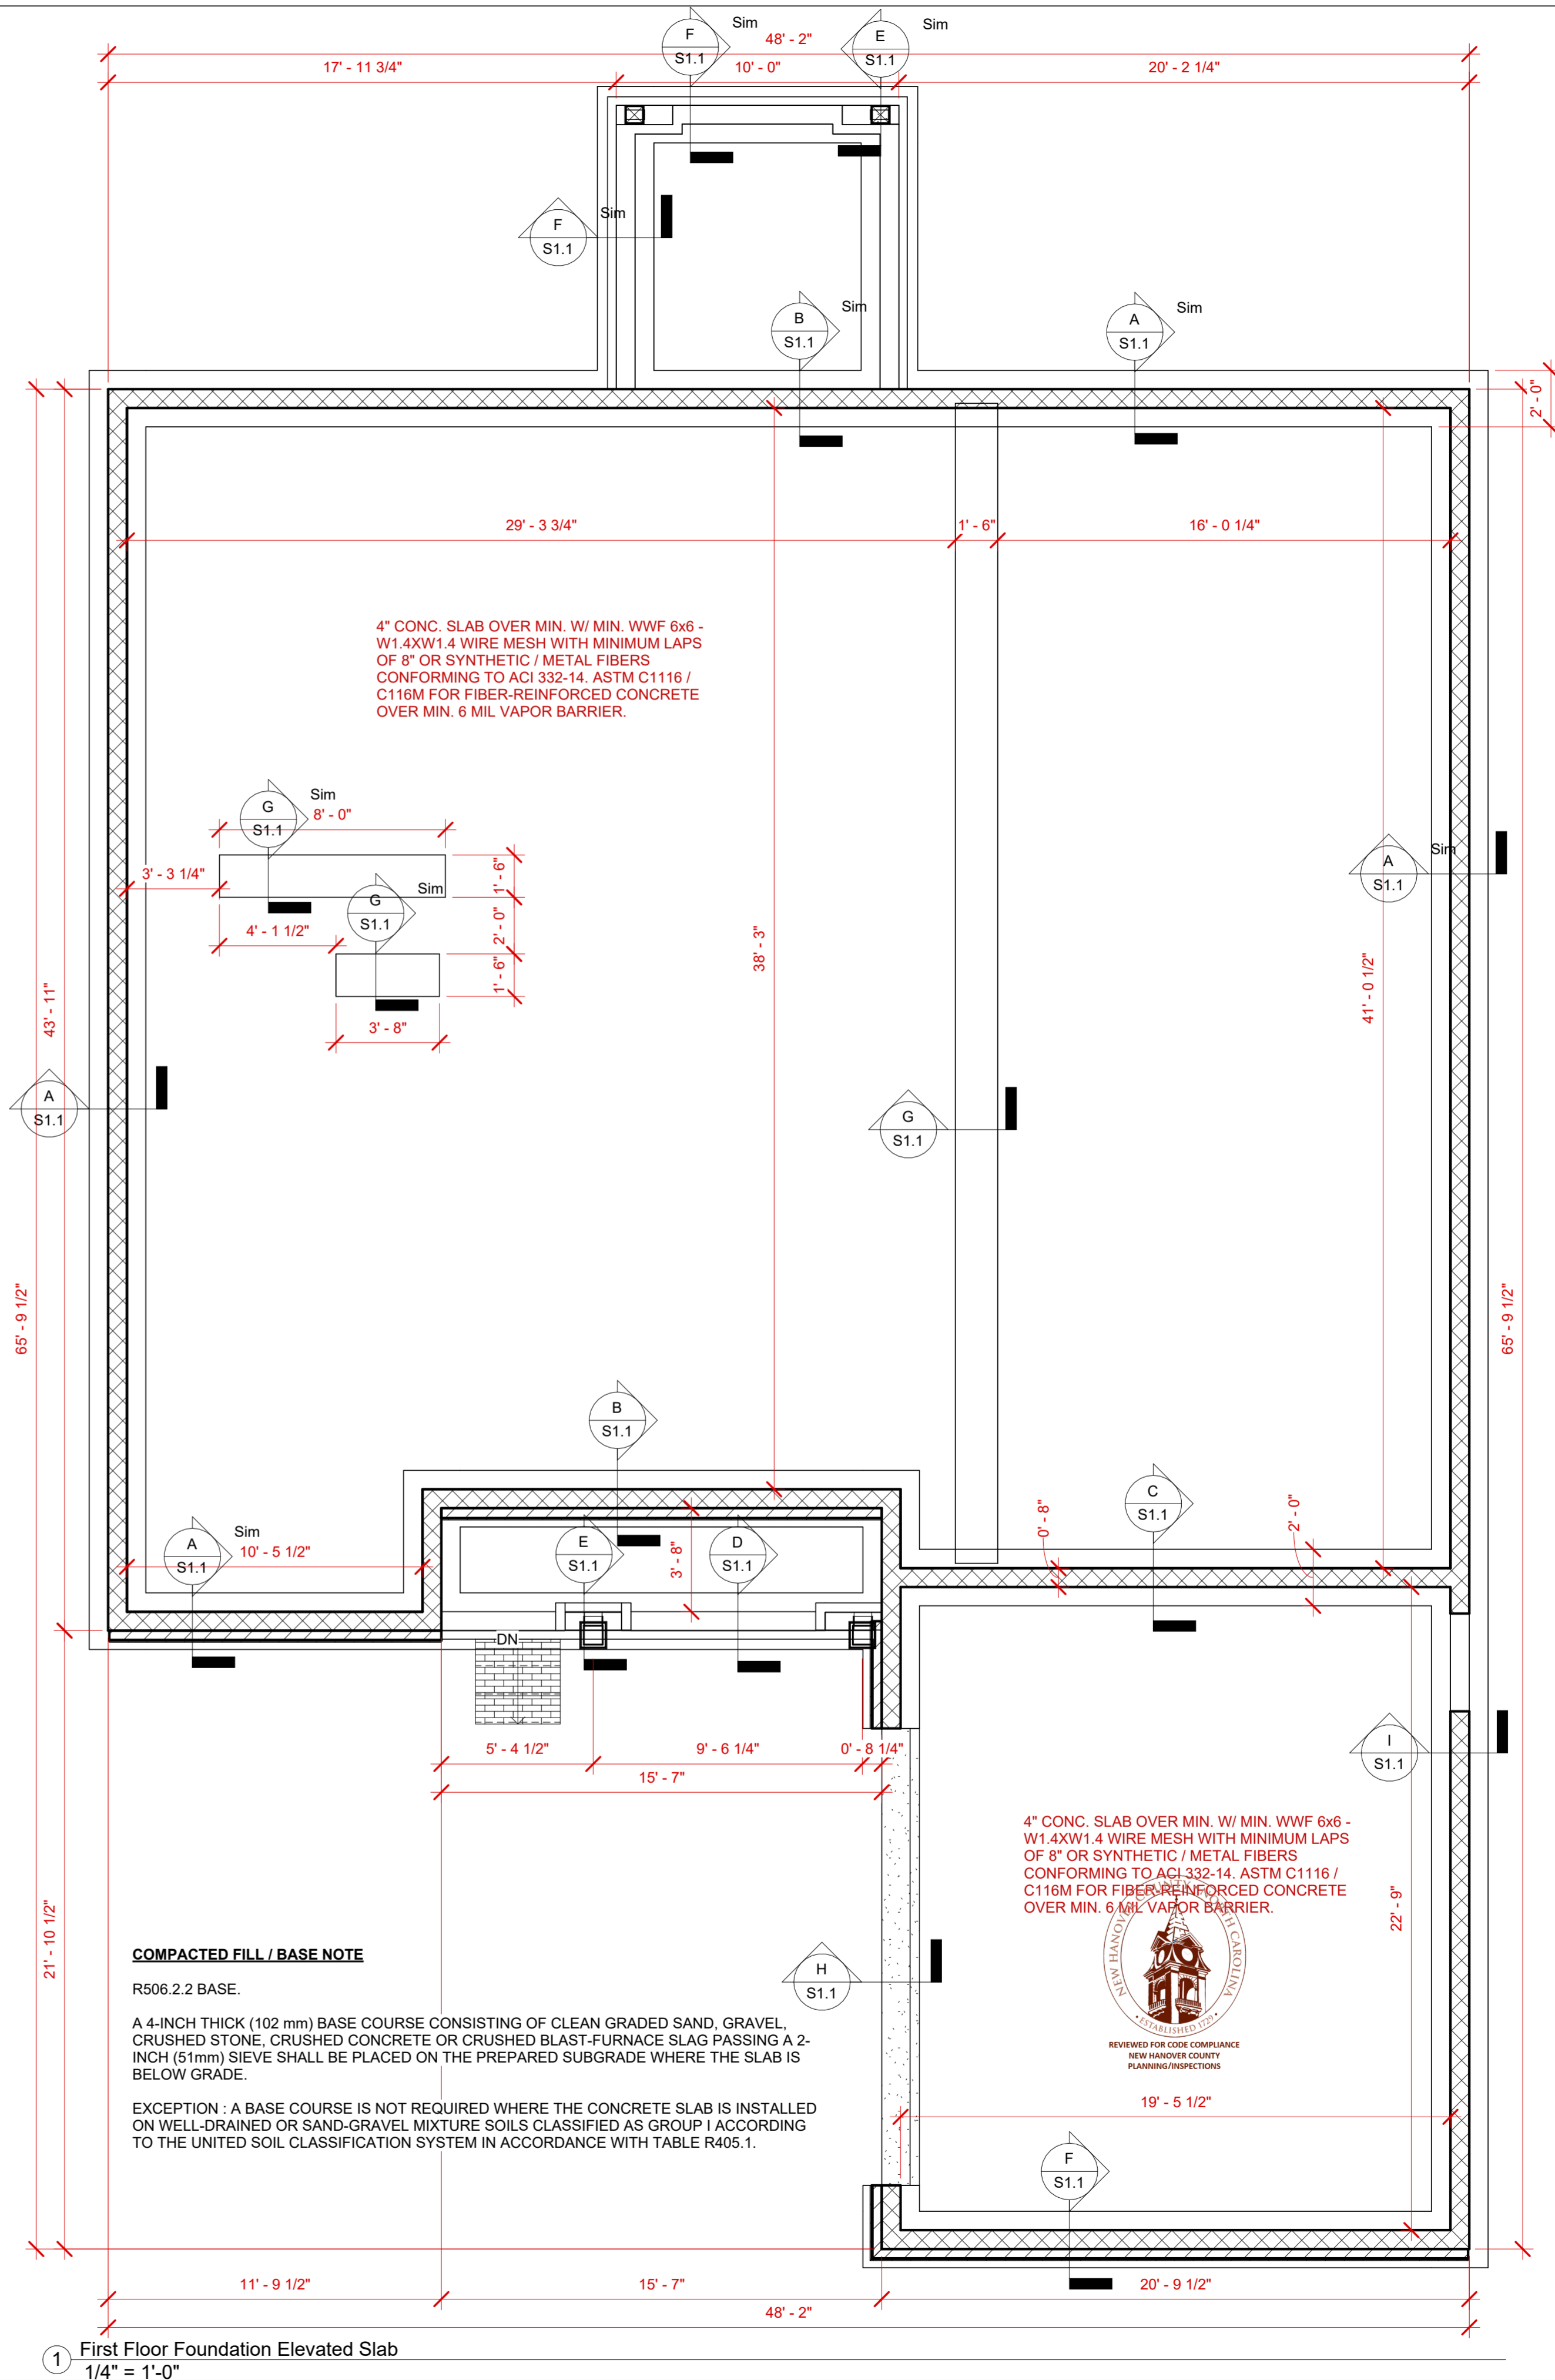 F
S1.1
Sim
48' - 2"
E
S1.1
Sim
17' - 11 3/4"
10' - 0"
20' - 2 1/4"
F
S1.1
Sim
B
S1.1
Sim
A
S1.1
Sim
2' - 0"
29' - 3 3/4"
1' - 6"
16' - 0 1/4"
4" CONC. SLAB OVER MIN. W/ MIN. WWF 6x6 -
W1.4XW1.4 WIRE MESH WITH MINIMUM LAPS
OF 8" OR SYNTHETIC / METAL FIBERS
CONFORMING TO ACI 332-14. ASTM C1116 /
C116M FOR FIBER-REINFORCED CONCRETE
OVER MIN. 6 MIL VAPOR BARRIER.
G
S1.1
Sim
8' - 0"
3' - 3 1/4"
1' - 6"
G
S1.1
Sim
4' - 1 1/2"
2' - 0"
1' - 6"
3' - 8"
38' - 3"
A
S1.1
Sim
41' - 0 1/2"
43' - 11"
A
S1.1
G
S1.1
65' - 9 1/2"
65' - 9 1/2"
B
S1.1
C
S1.1
0' - 8"
2' - 0"
A
S1.1
Sim
10' - 5 1/2"
E
S1.1
3' - 8"
D
S1.1
DN
5' - 4 1/2"
9' - 6 1/4"
0' - 8 1/4"
15' - 7"
I
S1.1
4" CONC. SLAB OVER MIN. W/ MIN. WWF 6x6 -
W1.4XW1.4 WIRE MESH WITH MINIMUM LAPS
OF 8" OR SYNTHETIC / METAL FIBERS
CONFORMING TO ACI 332-14. ASTM C1116 /
C116M FOR FIBER-REINFORCED CONCRETE
OVER MIN. 6 MIL VAPOR BARRIER.
22' - 9"
21' - 10 1/2"
NEW HANOVER COUNTY NORTH CAROLINA
• ESTABLISHED 1729 •
REVIEWED FOR CODE COMPLIANCE
NEW HANOVER COUNTY
PLANNING/INSPECTIONS
H
S1.1
COMPACTED FILL / BASE NOTE
R506.2.2 BASE.
A 4-INCH THICK (102 mm) BASE COURSE CONSISTING OF CLEAN GRADED SAND, GRAVEL,
CRUSHED STONE, CRUSHED CONCRETE OR CRUSHED BLAST-FURNACE SLAG PASSING A 2-
INCH (51mm) SIEVE SHALL BE PLACED ON THE PREPARED SUBGRADE WHERE THE SLAB IS
BELOW GRADE.
EXCEPTION : A BASE COURSE IS NOT REQUIRED WHERE THE CONCRETE SLAB IS INSTALLED
ON WELL-DRAINED OR SAND-GRAVEL MIXTURE SOILS CLASSIFIED AS GROUP I ACCORDING
TO THE UNITED SOIL CLASSIFICATION SYSTEM IN ACCORDANCE WITH TABLE R405.1.
19' - 5 1/2"
F
S1.1
11' - 9 1/2"
15' - 7"
20' - 9 1/2"
48' - 2"
1 First Floor Foundation Elevated Slab
1/4" = 1'-0"